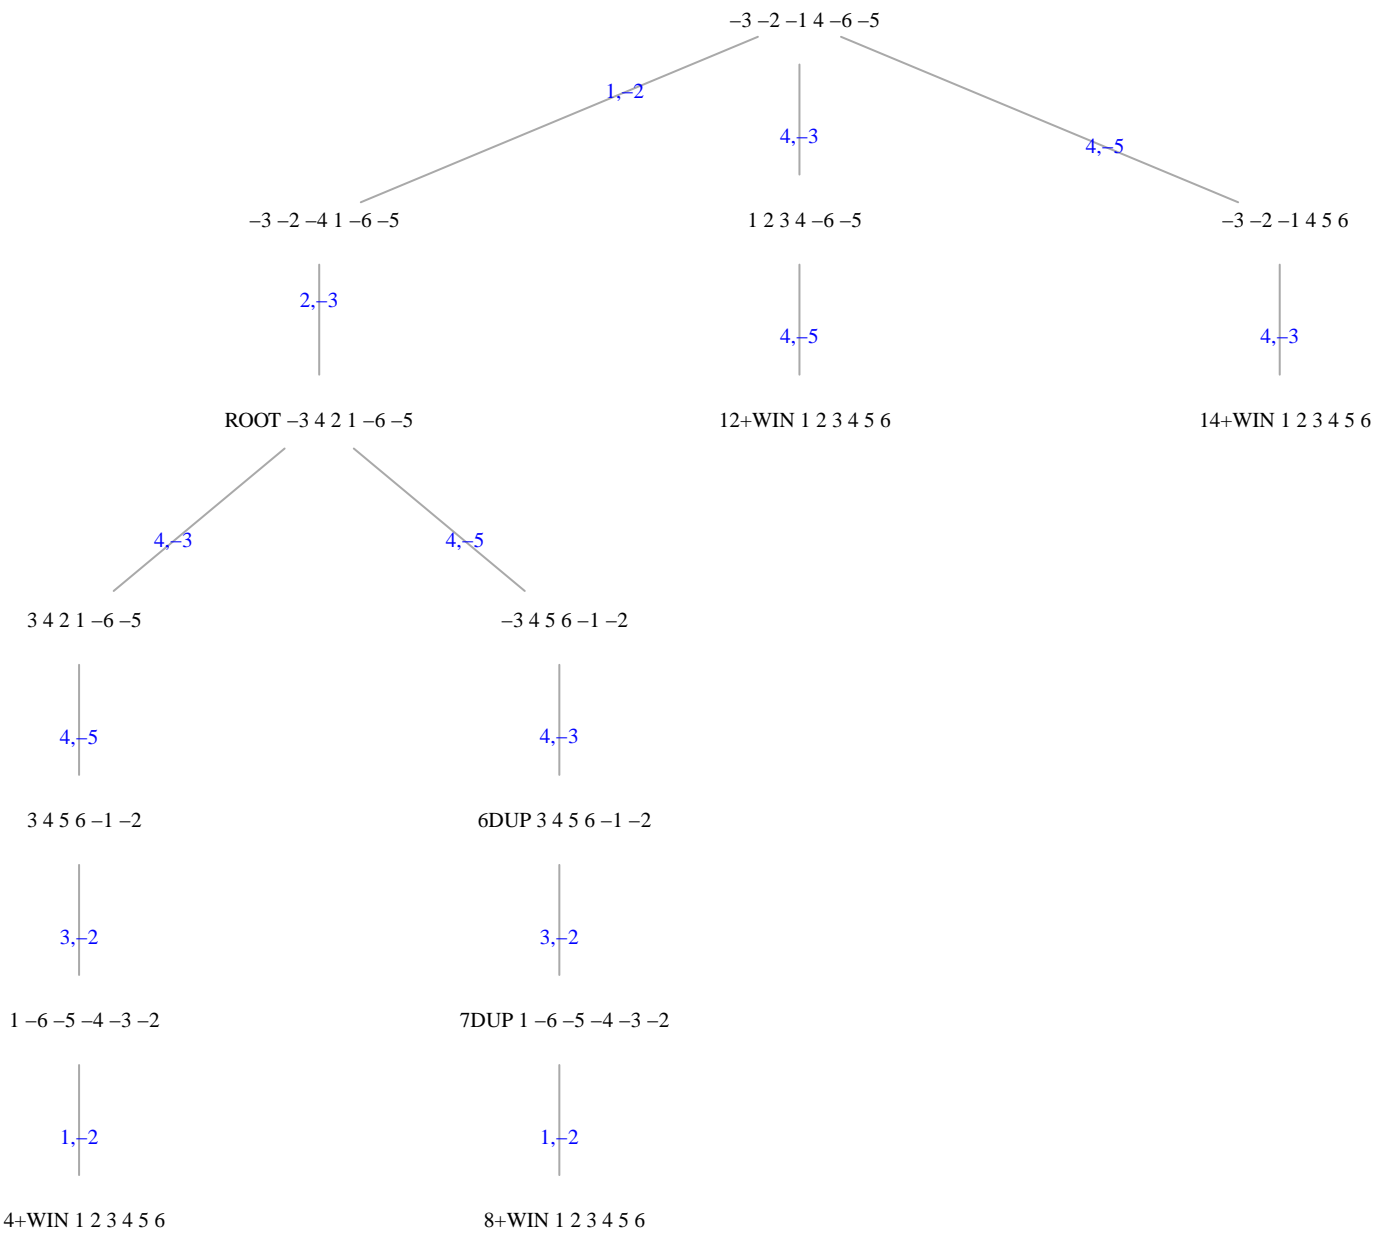 –3 –2 –1 4 –6 –5
1,–2
4,–3
4,–5
–3 –2 –4 1 –6 –5
1 2 3 4 –6 –5
–3 –2 –1 4 5 6
2,–3
4,–5
4,–3
ROOT –3 4 2 1 –6 –5
12+WIN 1 2 3 4 5 6
14+WIN 1 2 3 4 5 6
4,–3
4,–5
3 4 2 1 –6 –5
–3 4 5 6 –1 –2
4,–5
4,–3
3 4 5 6 –1 –2
6DUP 3 4 5 6 –1 –2
3,–2
3,–2
1 –6 –5 –4 –3 –2
7DUP 1 –6 –5 –4 –3 –2
1,–2
1,–2
4+WIN 1 2 3 4 5 6
8+WIN 1 2 3 4 5 6